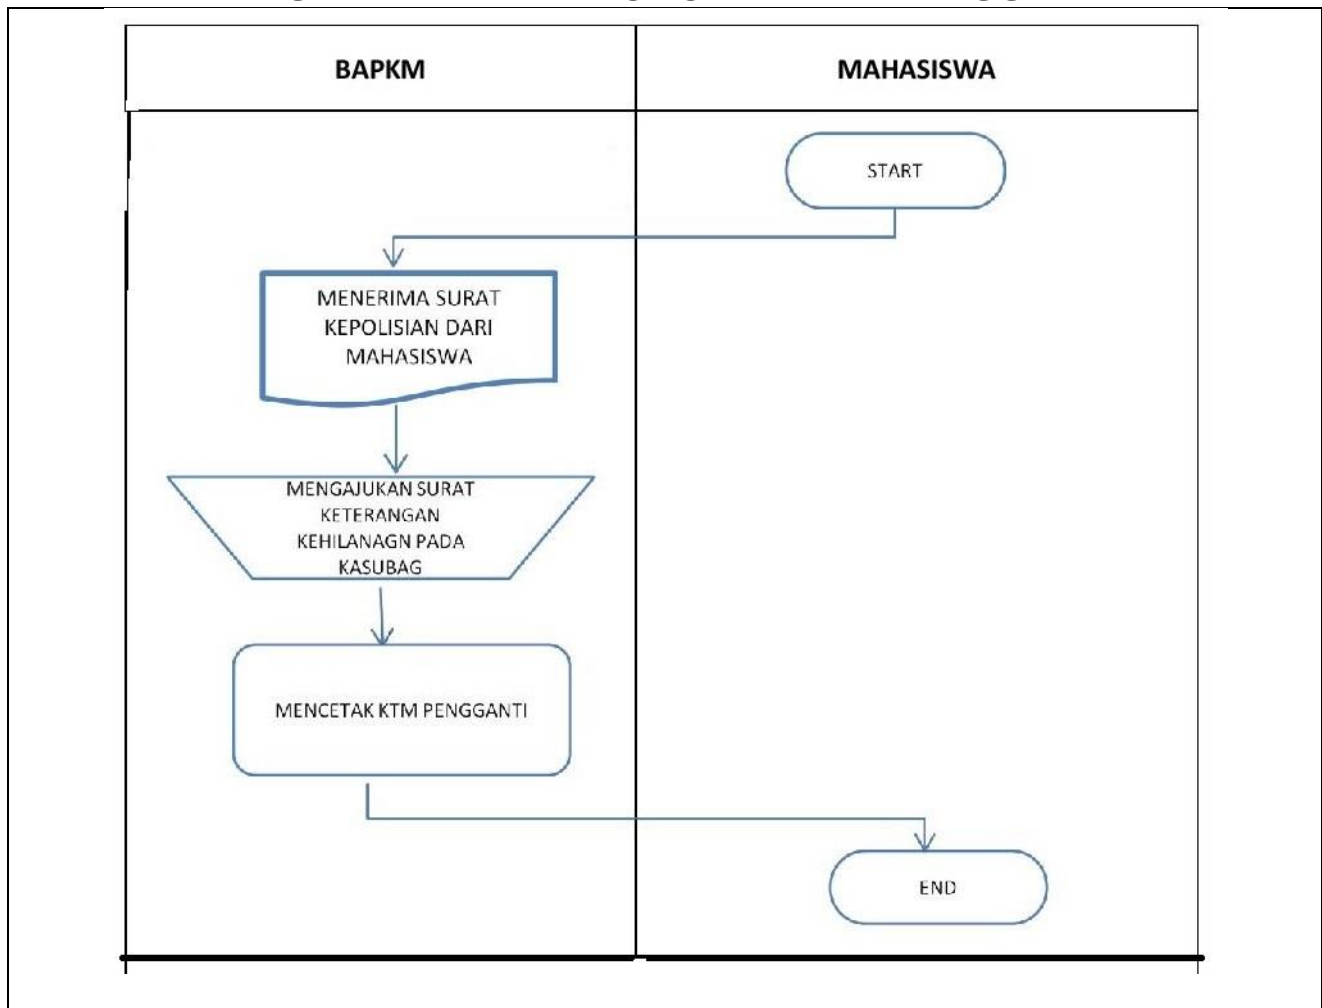 BAPKM
MAHASISWA
START
MENERIMA SURAT
KEPOLISIAN DARI
MAHASISWA
MENGAJUKAN SURAT
KETERANGAN
KEHILANAGN PADA
KASUBAG
MENCETAK KTM PENGGANTI
END